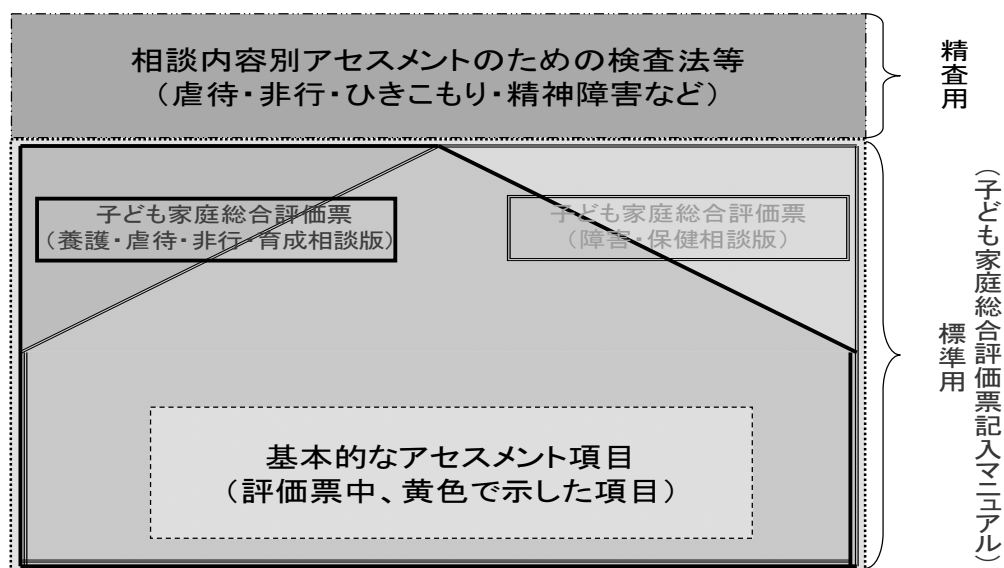 相談内容別アセスメントのための検査法等
（虐待・非行・ひきこもり・精神障害など）
精査用
子ども家庭総合評価票
（養護・虐待・非行・育成相談版）
子ども家庭総合評価票
（障害・保健相談版）
基本的なアセスメント項目
（評価票中、黄色で示した項目）
標準用
（子ども家庭総合評価票記入マニュアル）